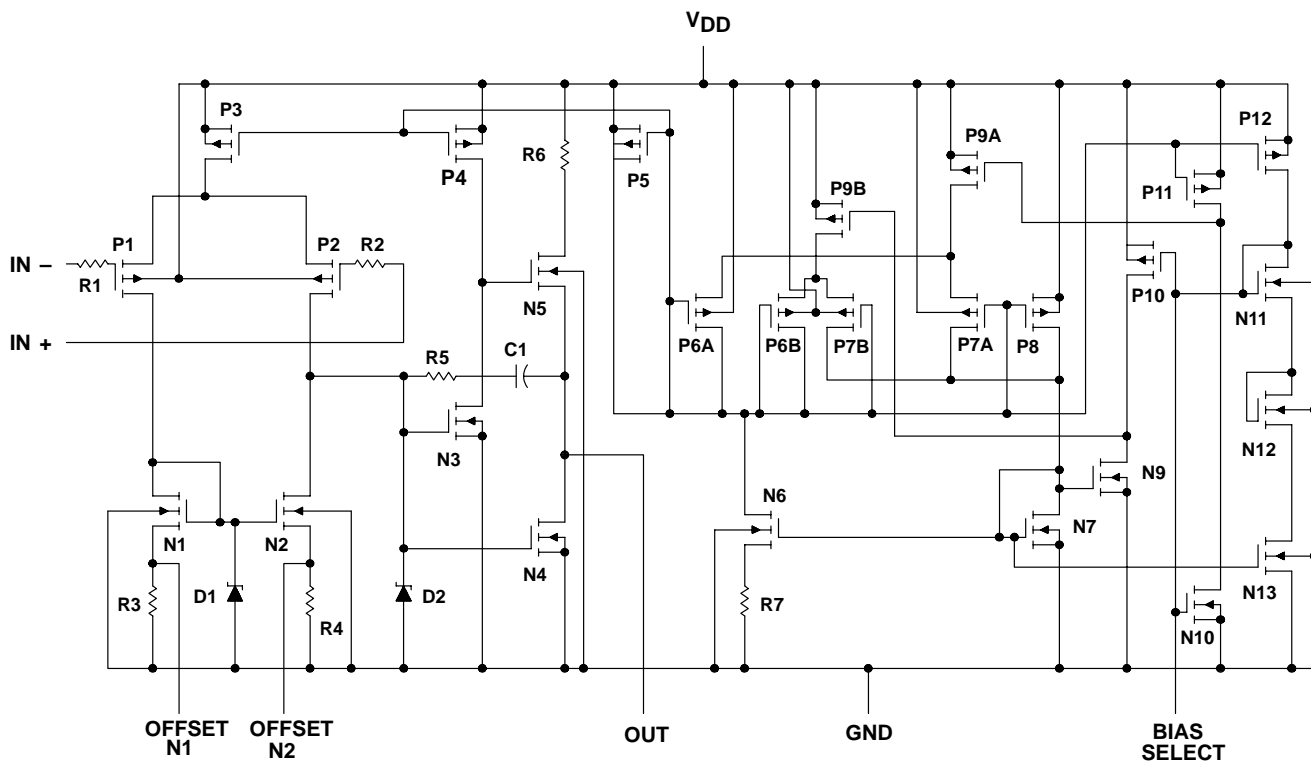 VDD
P3
P12
P9A
R6
P4
P5
P11
P9B
P1
P2
R2
IN –
R1
P10
N5
N11
IN +
P6A
P6B
P7B
P7A
P8
R5
C1
N3
N12
N9
N6
N1
N2
N7
N4
R3
D1
R4
D2
R7
N13
N10
OFFSET
N1
OFFSET
N2
OUT
GND
BIAS
SELECT